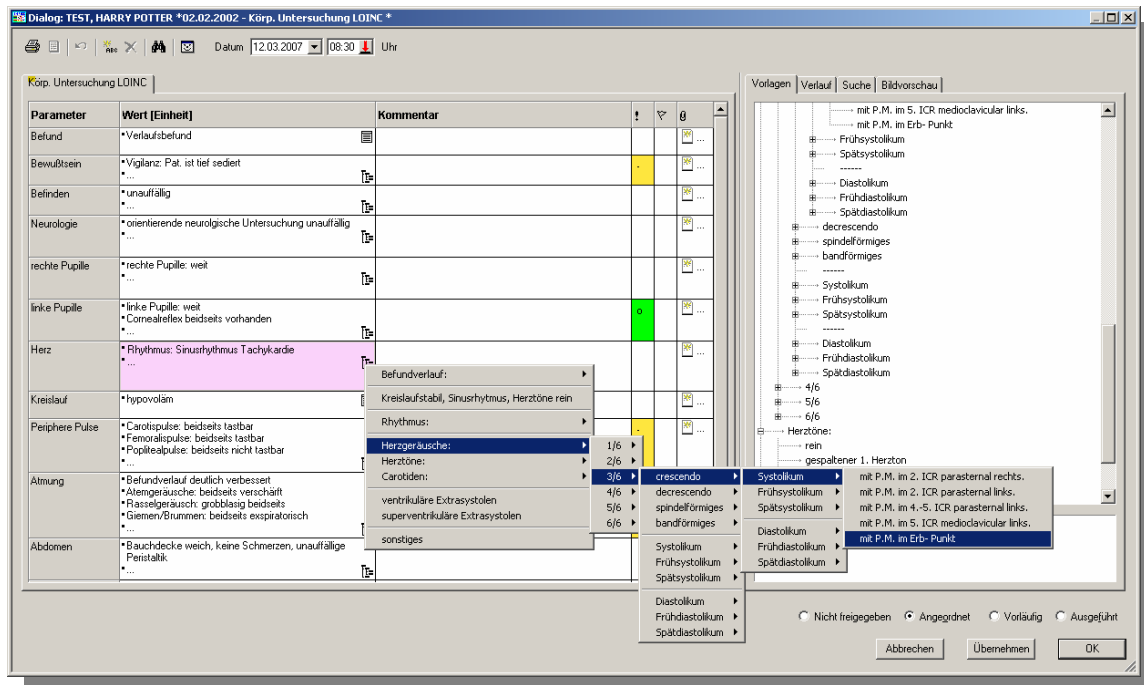 Dialog: TEST, HARRY POTTER *02.02.2002 - Körp. Untersuchung LOINC *
Datum 12.03.2007 08:30 Uhr
Körp. Untersuchung LOINC
Parameter Wert [Einheit] Kommentar !
Befund Verlaufsbefund
Bewußtsein Vigilanz: Pat. ist tief sediert -
...
Befinden unauffällig
...
Neurologie orientierende neurolgische Untersuchung unauffällig
...
rechte Pupille rechte Pupille: weit
...
linke Pupille linke Pupille: weit o
Cornealreflex beidseits vorhanden
...
Herz Rhythmus: Sinusrhythmus Tachykardie
...
Kreislauf hypovoläm
Periphere Pulse Carotispulse: beidseits tastbar -
Femoralispulse: beidseits tastbar
Poplitealpulse: beidseits nicht tastbar
...
Atmung Befundverlauf deutlich verbessert
Atemgeräusche: beidseits verschärft
Rasselgeräusch: grobblasig beidseits
Giemen/Brummen: beidseits exspiratorisch
...
Abdomen Bauchdecke weich, keine Schmerzen, unauffällige
Peristaltik
...
Befundverlauf:
Kreislaufstabil, Sinusrhytmus, Herztöne rein
Rhythmus:
Herzgeräusche:
Herztöne:
Carotiden:
ventrikuläre Extrasystolen
superventrikuläre Extrasystolen
sonstiges
1/6
2/6
3/6
4/6
5/6
6/6
crescendo
decrescendo
spindelförmiges
bandförmiges
Systolikum
Frühsystolikum
Spätsystolikum
Diastolikum
Frühdiastolikum
Spätdiastolikum
Systolikum
Frühsystolikum
Spätsystolikum
Diastolikum
Frühdiastolikum
Spätdiastolikum
mit P.M. im 2. ICR parasternal rechts.
mit P.M. im 2. ICR parasternal links.
mit P.M. im 4.-5. ICR parasternal links.
mit P.M. im 5. ICR medioclavicular links.
mit P.M. im Erb- Punkt
Vorlagen Verlauf Suche Bildvorschau
mit P.M. im 5. ICR medioclavicular links.
mit P.M. im Erb- Punkt
Frühsystolikum
Spätsystolikum
------
Diastolikum
Frühdiastolikum
Spätdiastolikum
decrescendo
spindelförmiges
bandförmiges
------
Systolikum
Frühsystolikum
Spätsystolikum
------
Diastolikum
Frühdiastolikum
Spätdiastolikum
4/6
5/6
6/6
Herztöne:
rein
gespaltener 1. Herzton
Nicht freigegeben Angeordnet Vorläufig Ausgeführt
Abbrechen Übernehmen OK